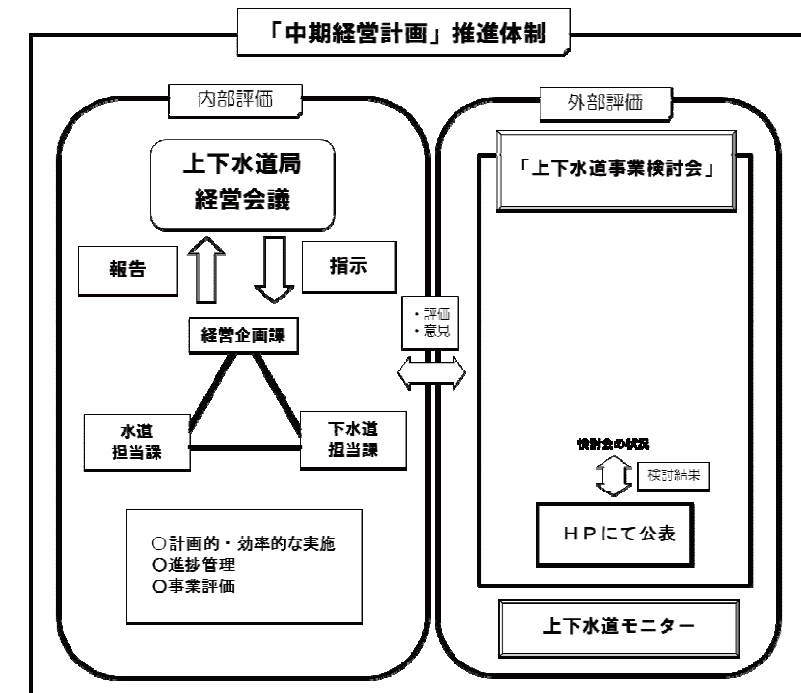 「中期経営計画」推進体制
内部評価
上下水道局
経営会議
報告
指示
経営企画課
水道
担当課
下水道
担当課
○計画的・効率的な実施
○進捗管理
○事業評価
・評価
・意見
外部評価
「上下水道事業検討会」
検討会の状況
検討結果
HPにて公表
上下水道モニター